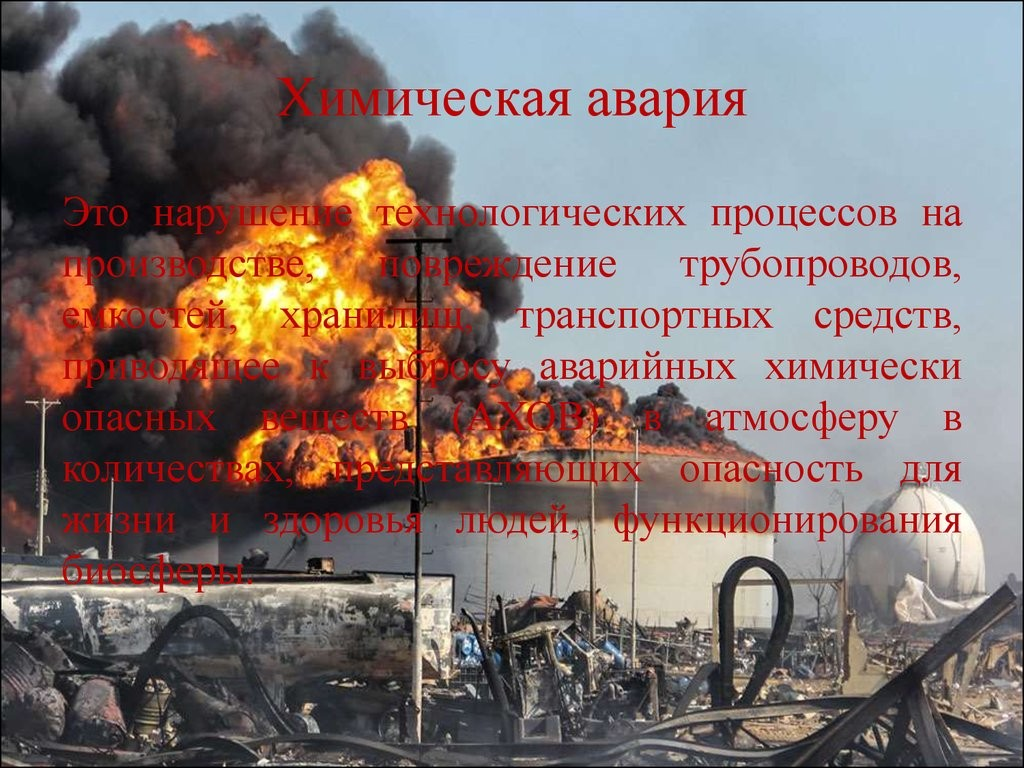 Химическая авария
Это нарушение технологических процессов на
производстве, повреждение трубопроводов,
емкостей, хранилищ, транспортных средств,
приводящее к выбросу аварийных химически
опасных веществ (АХОВ) в атмосферу в
количествах, представляющих опасность для
жизни и здоровья людей, функционирования
биосферы.